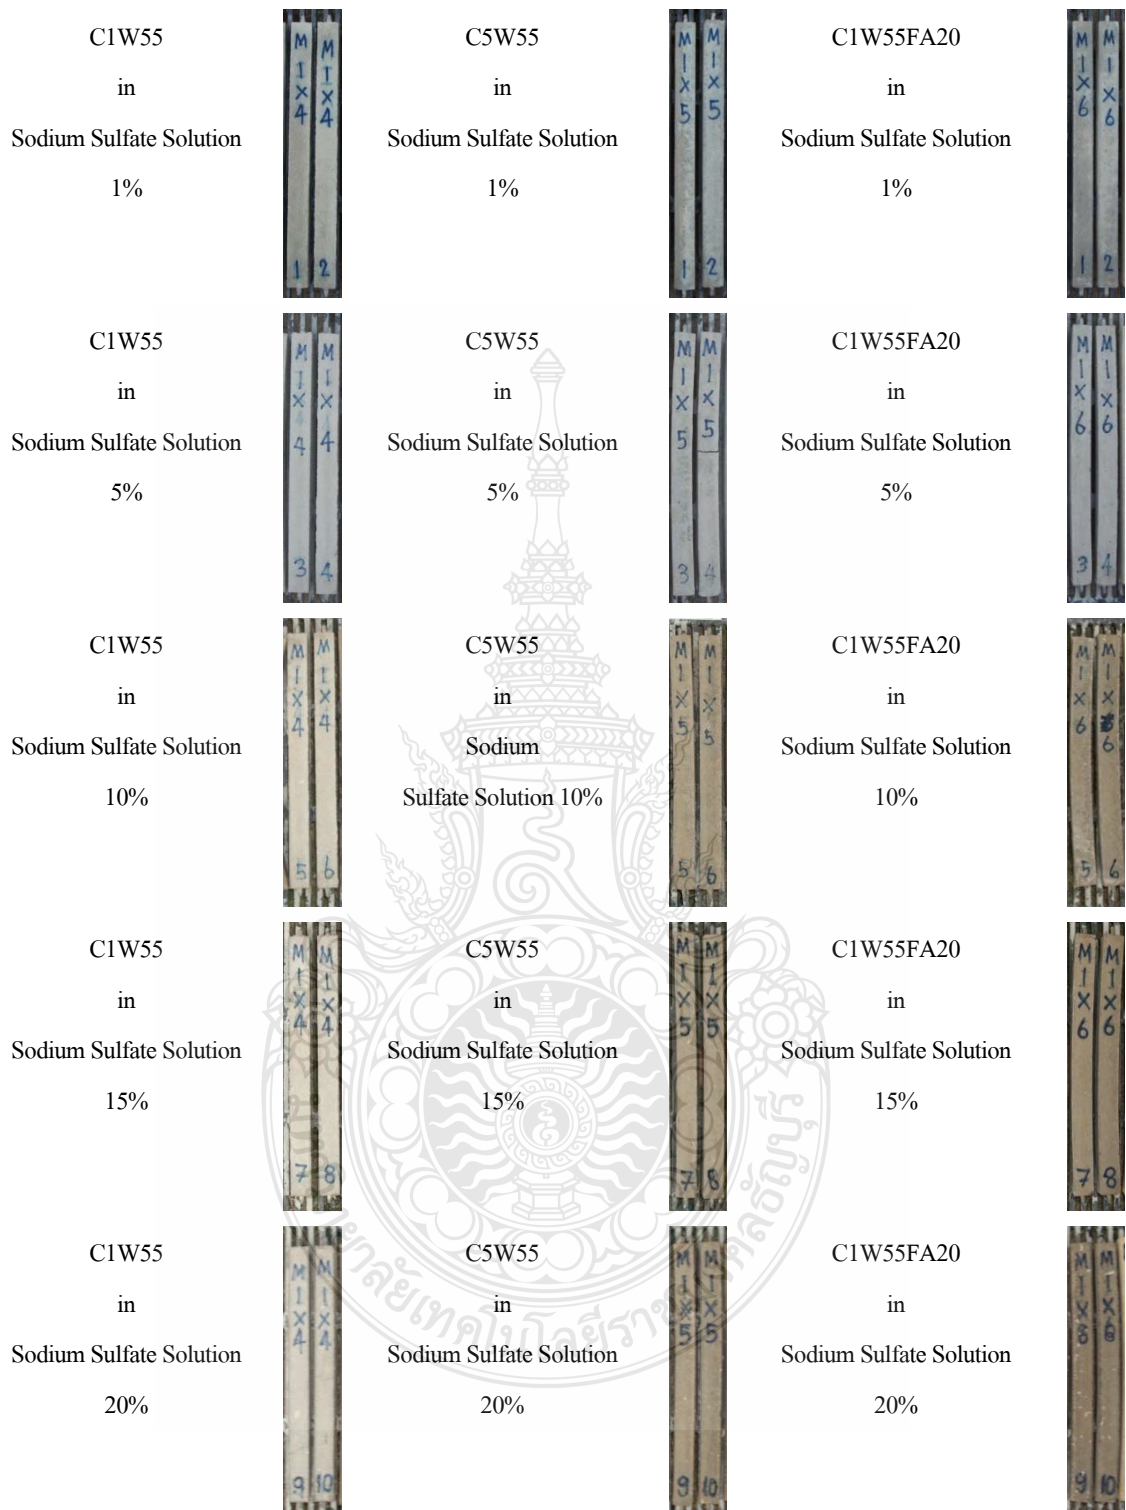 C1W55
in
Sodium Sulfate Solution
1%
MIX4
1
MIX4
2
C5W55
in
Sodium Sulfate Solution
1%
MIX5
1
MIX5
2
C1W55FA20
in
Sodium Sulfate Solution
1%
MIX6
1
MIX6
2
C1W55
in
Sodium Sulfate Solution
5%
MIX4
3
MIX4
4
C5W55
in
Sodium Sulfate Solution
5%
MIX5
3
MIX5
4
C1W55FA20
in
Sodium Sulfate Solution
5%
MIX6
3
MIX6
4
C1W55
in
Sodium Sulfate Solution
10%
MIX4
5
MIX4
6
C5W55
in
Sodium
Sulfate Solution 10%
MIX5
5
MIX5
6
C1W55FA20
in
Sodium Sulfate Solution
10%
MIX6
5
MIX6
6
C1W55
in
Sodium Sulfate Solution
15%
MIX4
7
MIX4
8
C5W55
in
Sodium Sulfate Solution
15%
MIX5
7
MIX5
8
C1W55FA20
in
Sodium Sulfate Solution
15%
MIX6
7
MIX6
8
C1W55
in
Sodium Sulfate Solution
20%
MIX4
9
MIX4
10
C5W55
in
Sodium Sulfate Solution
20%
MIX5
9
MIX5
10
C1W55FA20
in
Sodium Sulfate Solution
20%
MIX
9
MIX
10